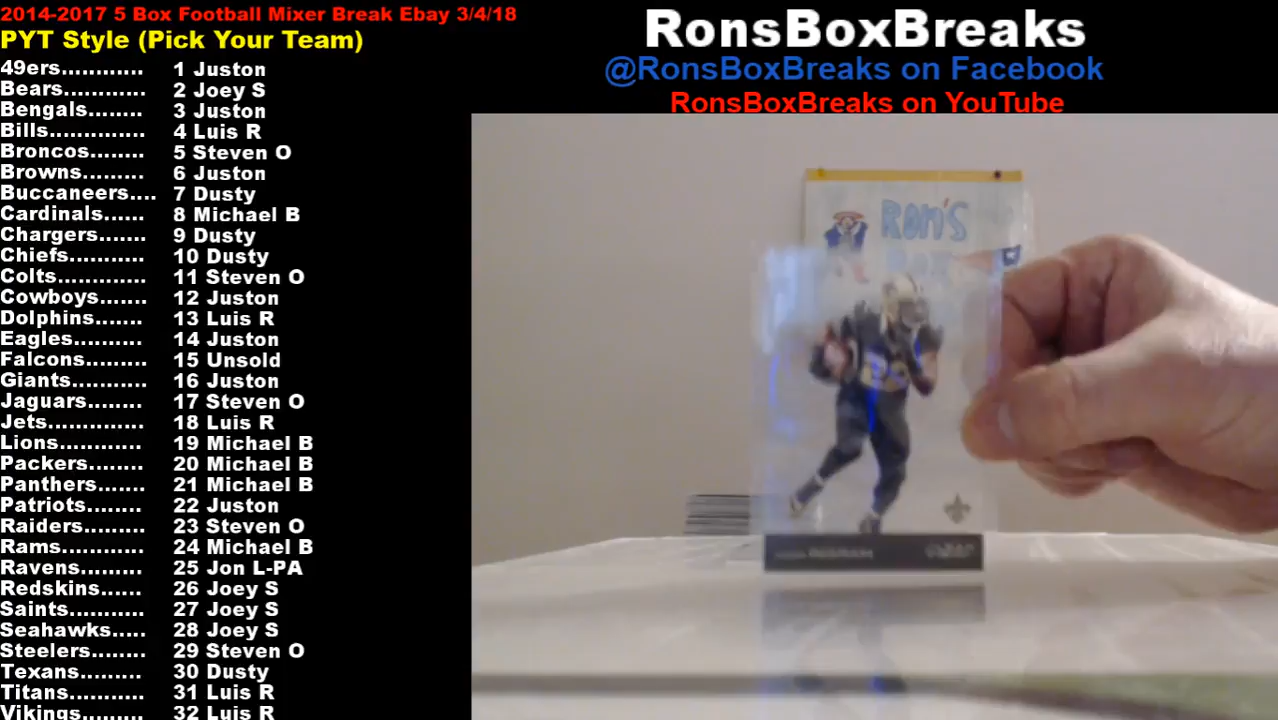 2014-2017 5 Box Football Mixer Break Ebay 3/4/18
PYT Style (Pick Your Team)
49ers............ 1 Juston
Bears............ 2 Joey S
Bengals........ 3 Juston
Bills.............. 4 Luis R
Broncos........ 5 Steven O
Browns......... 6 Juston
Buccaneers.... 7 Dusty
Cardinals...... 8 Michael B
Chargers....... 9 Dusty
Chiefs........... 10 Dusty
Colts............. 11 Steven O
Cowboys....... 12 Juston
Dolphins....... 13 Luis R
Eagles.......... 14 Juston
Falcons......... 15 Unsold
Giants........... 16 Juston
Jaguars........ 17 Steven O
Jets.............. 18 Luis R
Lions............ 19 Michael B
Packers........ 20 Michael B
Panthers....... 21 Michael B
Patriots........ 22 Juston
Raiders......... 23 Steven O
Rams............ 24 Michael B
Ravens......... 25 Jon L-PA
Redskins...... 26 Joey S
Saints........... 27 Joey S
Seahawks..... 28 Joey S
Steelers........ 29 Steven O
Texans......... 30 Dusty
Titans........... 31 Luis R
Vikings......... 32 Luis R
RonsBoxBreaks
@RonsBoxBreaks on Facebook
RonsBoxBreaks on YouTube
RON'S